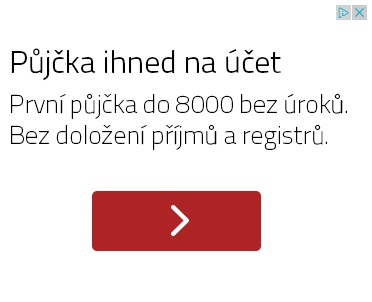 Půjčka ihned na účet
První půjčka do 8000 bez úroků.
Bez doložení příjmů a registrů.